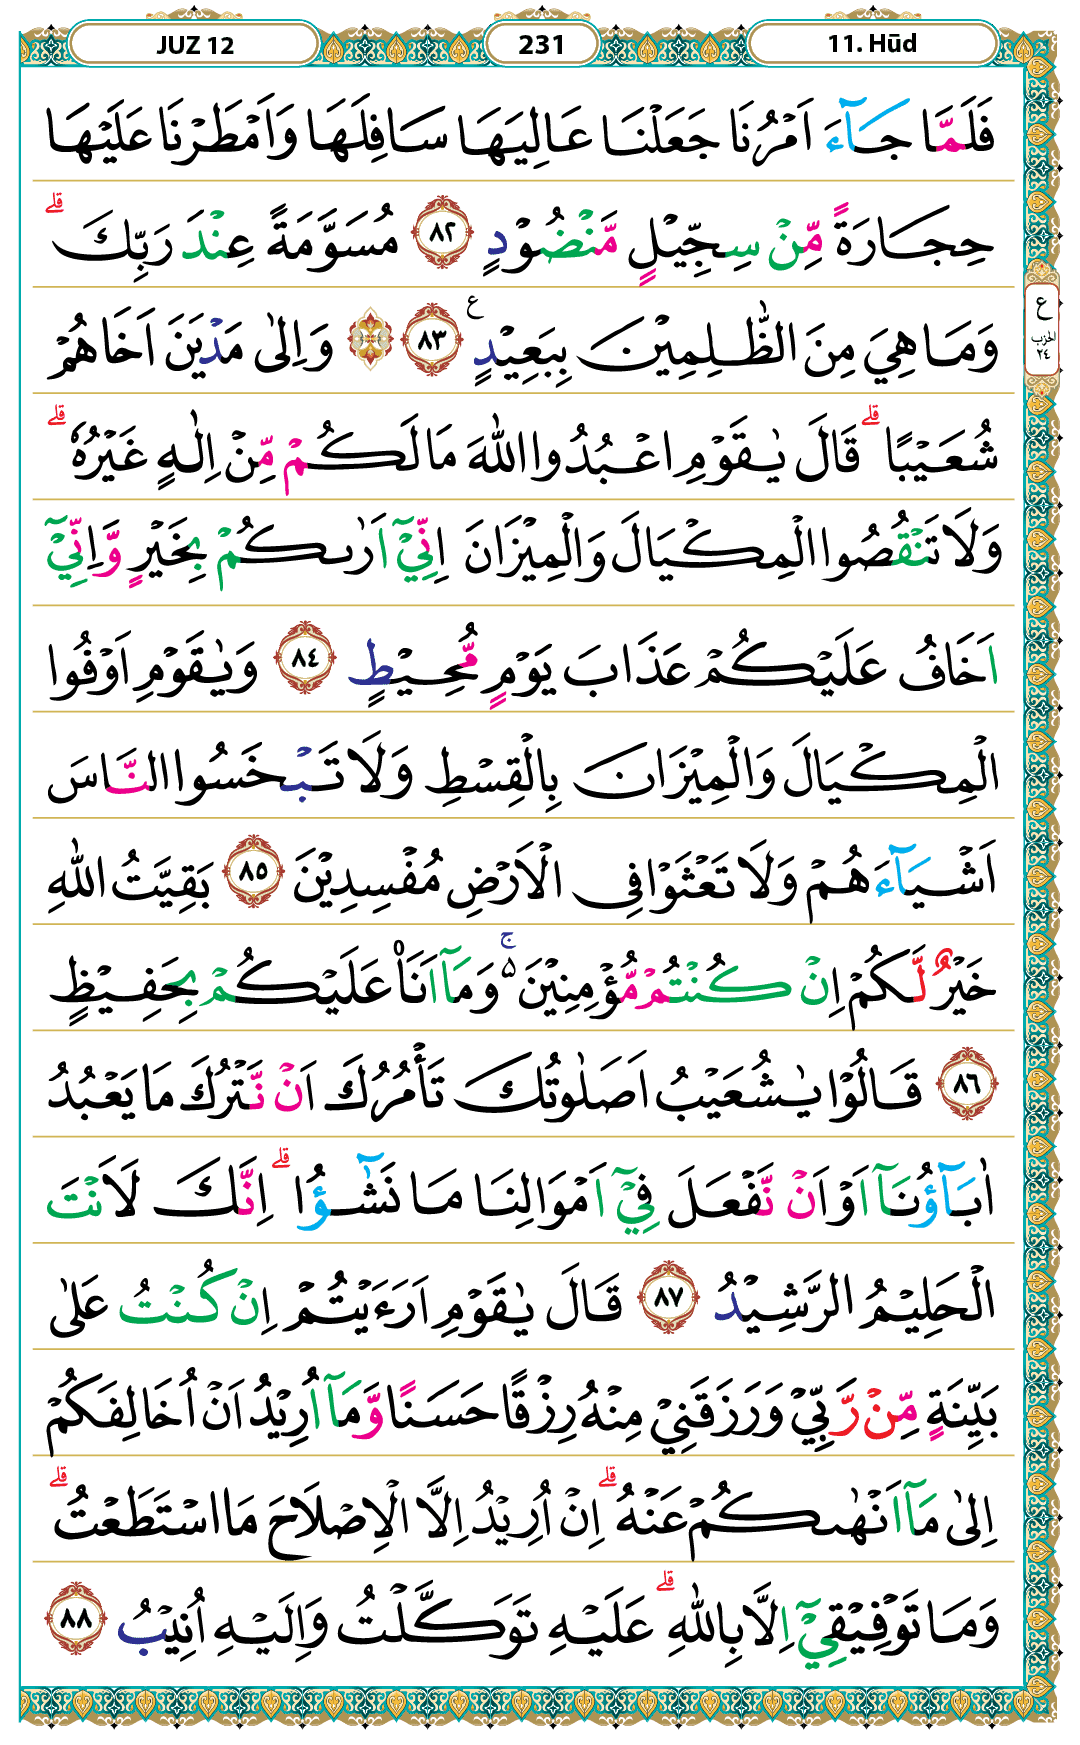 JUZ 12
231
11. Hūd
فَلَمَّا جَآءَ اَمْرُنَا جَعَلْنَا عَالِيَهَا سَافِلَهَا وَاَمْطَرْنَا عَلَيْهَا
حِجَارَةً مِّنْ سِجِّيْلٍ مَّنْضُوْدٍ ۝٨٢ مُسَوَّمَةً عِنْدَ رَبِّكَ ۗ
وَمَا هِيَ مِنَ الظّٰلِمِيْنَ بِبَعِيْدٍ ࣖ ۝٨٣ ۞ وَاِلٰى مَدْيَنَ اَخَاهُمْ
ع
الحزب
٢٤
شُعَيْبًا ۗ قَالَ يٰقَوْمِ اعْبُدُوا اللّٰهَ مَا لَكُمْ مِّنْ اِلٰهٍ غَيْرُهٗ ۗ
وَلَا تَنْقُصُوا الْمِكْيَالَ وَالْمِيْزَانَ اِنِّيْٓ اَرٰىكُمْ بِخَيْرٍ وَّاِنِّيْٓ
اَخَافُ عَلَيْكُمْ عَذَابَ يَوْمٍ مُّحِيْطٍ ۝٨٤ وَيٰقَوْمِ اَوْفُوا
الْمِكْيَالَ وَالْمِيْزَانَ بِالْقِسْطِ وَلَا تَبْخَسُوا النَّاسَ
اَشْيَآءَهُمْ وَلَا تَعْثَوْا فِى الْاَرْضِ مُفْسِدِيْنَ ۝٨٥ بَقِيَّتُ اللّٰهِ
خَيْرٌ لَّكُمْ اِنْ كُنْتُمْ مُّؤْمِنِيْنَ ەۚ وَمَآ اَنَا۠ عَلَيْكُمْ بِحَفِيْظٍ
۝٨٦ قَالُوْا يٰشُعَيْبُ اَصَلٰوتُكَ تَأْمُرُكَ اَنْ نَّتْرُكَ مَا يَعْبُدُ
اٰبَآؤُنَآ اَوْ اَنْ نَّفْعَلَ فِيْٓ اَمْوَالِنَا مَا نَشٰۤؤُا ۗ اِنَّكَ لَاَنْتَ
الْحَلِيْمُ الرَّشِيْدُ ۝٨٧ قَالَ يٰقَوْمِ اَرَءَيْتُمْ اِنْ كُنْتُ عَلٰى
بَيِّنَةٍ مِّنْ رَّبِّيْ وَرَزَقَنِيْ مِنْهُ رِزْقًا حَسَنًا وَّمَآ اُرِيْدُ اَنْ اُخَالِفَكُمْ
اِلٰى مَآ اَنْهٰىكُمْ عَنْهُ ۗ اِنْ اُرِيْدُ اِلَّا الْاِصْلَاحَ مَا اسْتَطَعْتُ ۗ
وَمَا تَوْفِيْقِيْٓ اِلَّا بِاللّٰهِ ۗ عَلَيْهِ تَوَكَّلْتُ وَاِلَيْهِ اُنِيْبُ ۝٨٨